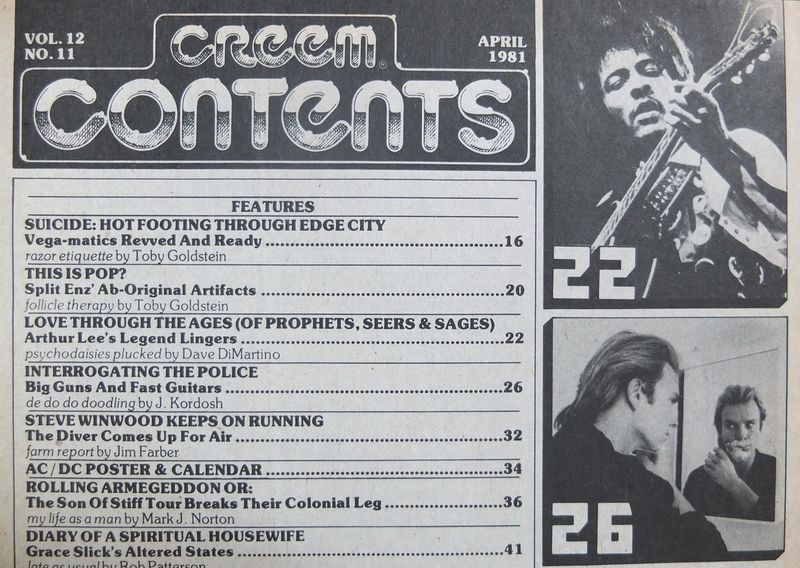 VOL. 12
NO. 11
CREEM®
APRIL
1981
CONTENTS
FEATURES
SUICIDE: HOT FOOTING THROUGH EDGE CITY
Vega-matics Revved And Ready ........16
razor etiquette by Toby Goldstein
THIS IS POP?
Split Enz' Ab-Original Artifacts ........20
follicle therapy by Toby Goldstein
LOVE THROUGH THE AGES (OF PROPHETS, SEERS & SAGES)
Arthur Lee's Legend Lingers ........22
psychodaisies plucked by Dave DiMartino
INTERROGATING THE POLICE
Big Guns And Fast Guitars ........26
de do do doodling by J. Kordosh
STEVE WINWOOD KEEPS ON RUNNING
The Diver Comes Up For Air ........32
farm report by Jim Farber
AC/DC POSTER & CALENDAR ........34
ROLLING ARMEGEDDON OR:
The Son Of Stiff Tour Breaks Their Colonial Leg ........36
my life as a man by Mark J. Norton
DIARY OF A SPIRITUAL HOUSEWIFE
Grace Slick's Altered States ........41
late as usual by Rob Patterson
22
26